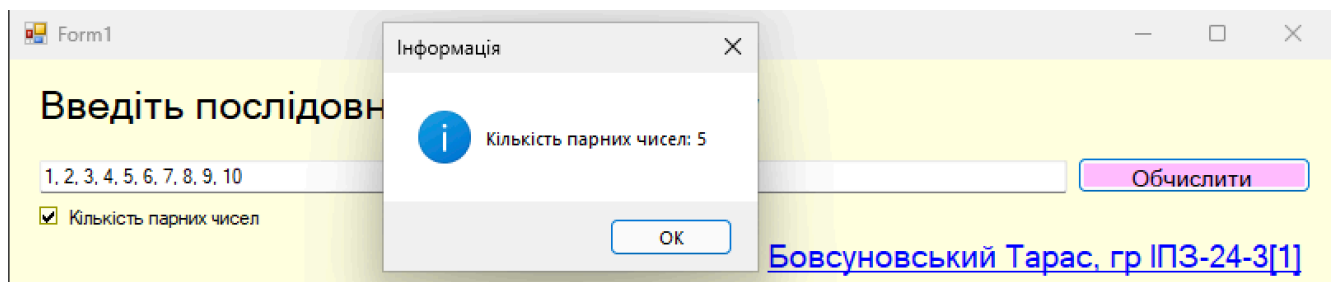 Form1
Інформація
Введіть послідовн
Кількість парних чисел: 5
1, 2, 3, 4, 5, 6, 7, 8, 9, 10
Обчислити
Кількість парних чисел
OK
Бовсуновський Тарас, гр ІПЗ-24-3[1]